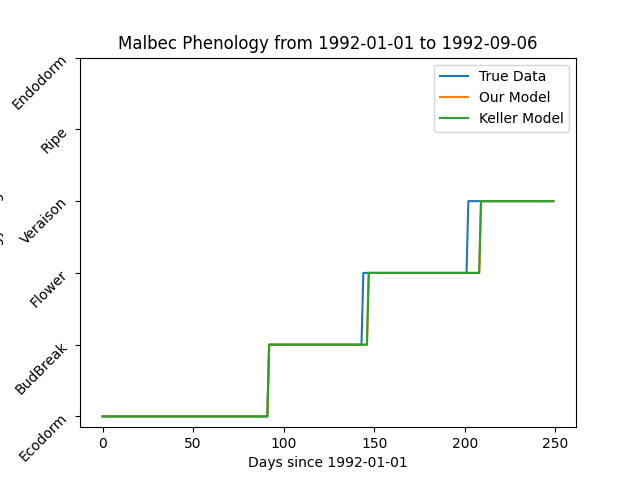 Malbec Phenology from 1992-01-01 to 1992-09-06
True Data
Our Model
Keller Model
Endodorm
Ripe
Veraison
Flower
BudBreak
Ecodorm
0 50 100 150 200 250
Days since 1992-01-01